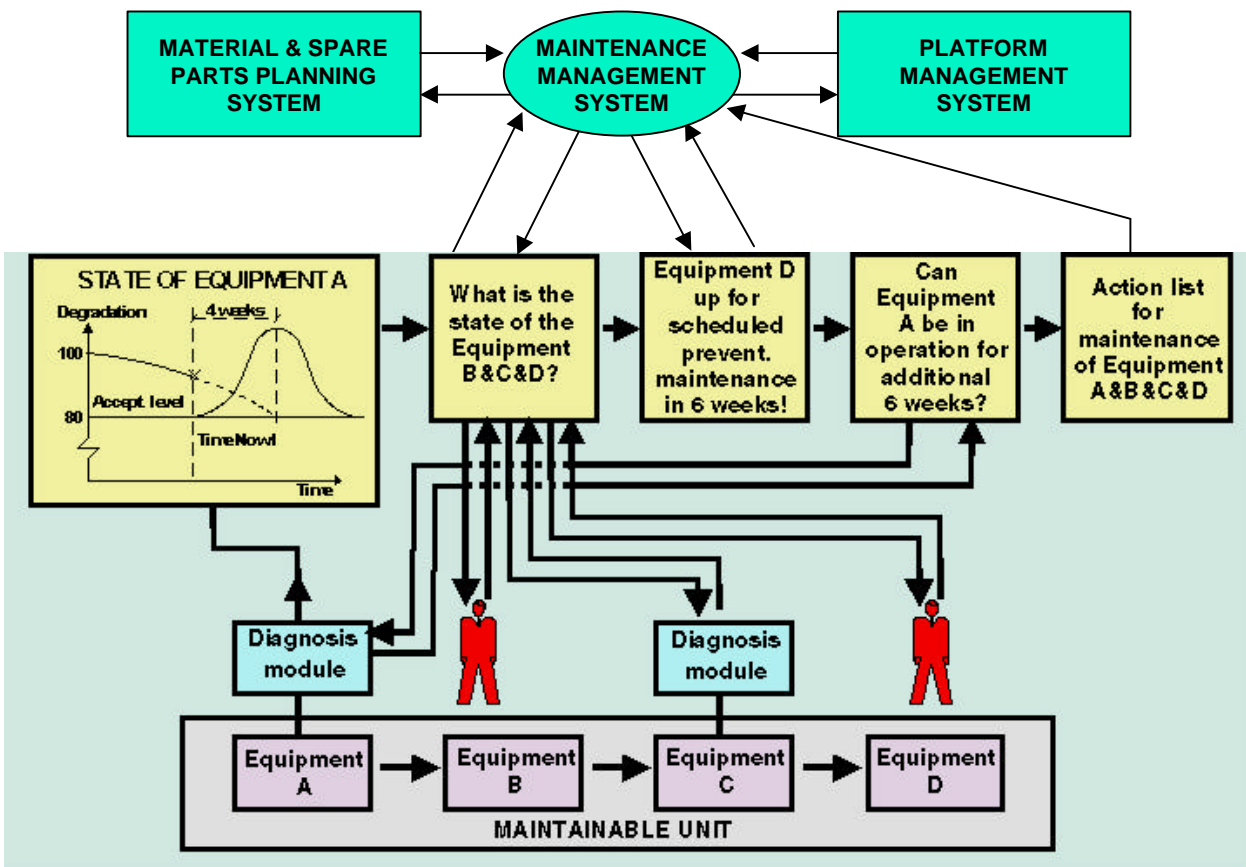 MATERIAL & SPARE
PARTS PLANNING
SYSTEM
MAINTENANCE
MANAGEMENT
SYSTEM
PLATFORM
MANAGEMENT
SYSTEM
STATE OF EQUIPMENT A
Degradation
4 weeks
100
Accept. level
80
Time Now!
Time
What is the
state of the
Equipment
B&C&D?
Equipment D
up for
scheduled
prevent.
maintenance
in 6 weeks!
Can
Equipment
A be in
operation for
additional
6 weeks?
Action list
for
maintenance
of Equipment
A&B&C&D
Diagnosis
module
Diagnosis
module
Equipment
A
Equipment
B
Equipment
C
Equipment
D
MAINTAINABLE UNIT